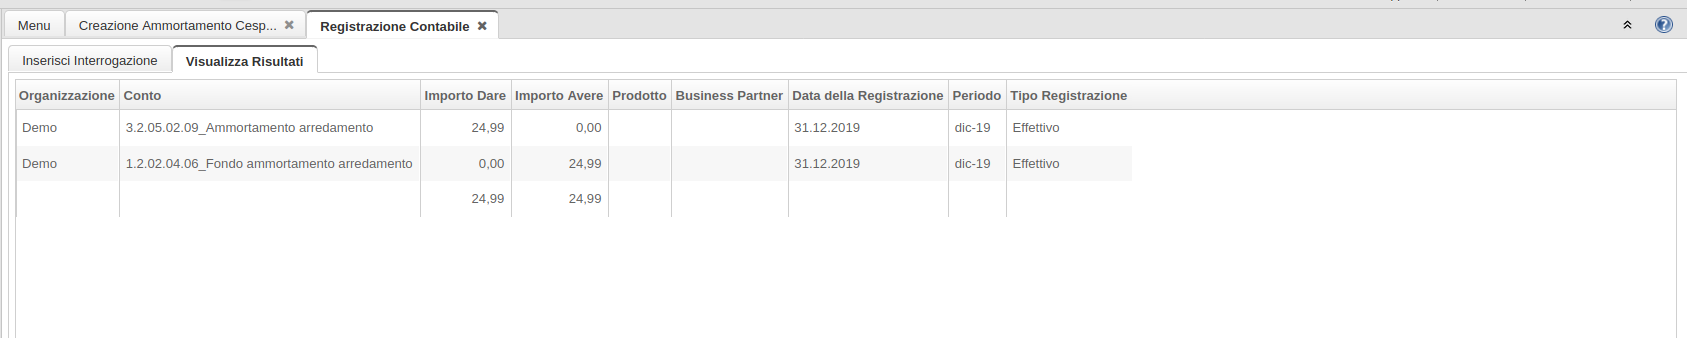 Menu Creazione Ammortamento Cesp... Registrazione Contabile
Inserisci Interrogazione Visualizza Risultati
Organizzazione Conto Importo Dare Importo Avere Prodotto Business Partner Data della Registrazione Periodo Tipo Registrazione
Demo 3.2.05.02.09_Ammortamento arredamento 24,99 0,00 31.12.2019 dic-19 Effettivo
Demo 1.2.02.04.06_Fondo ammortamento arredamento 0,00 24,99 31.12.2019 dic-19 Effettivo
24,99 24,99